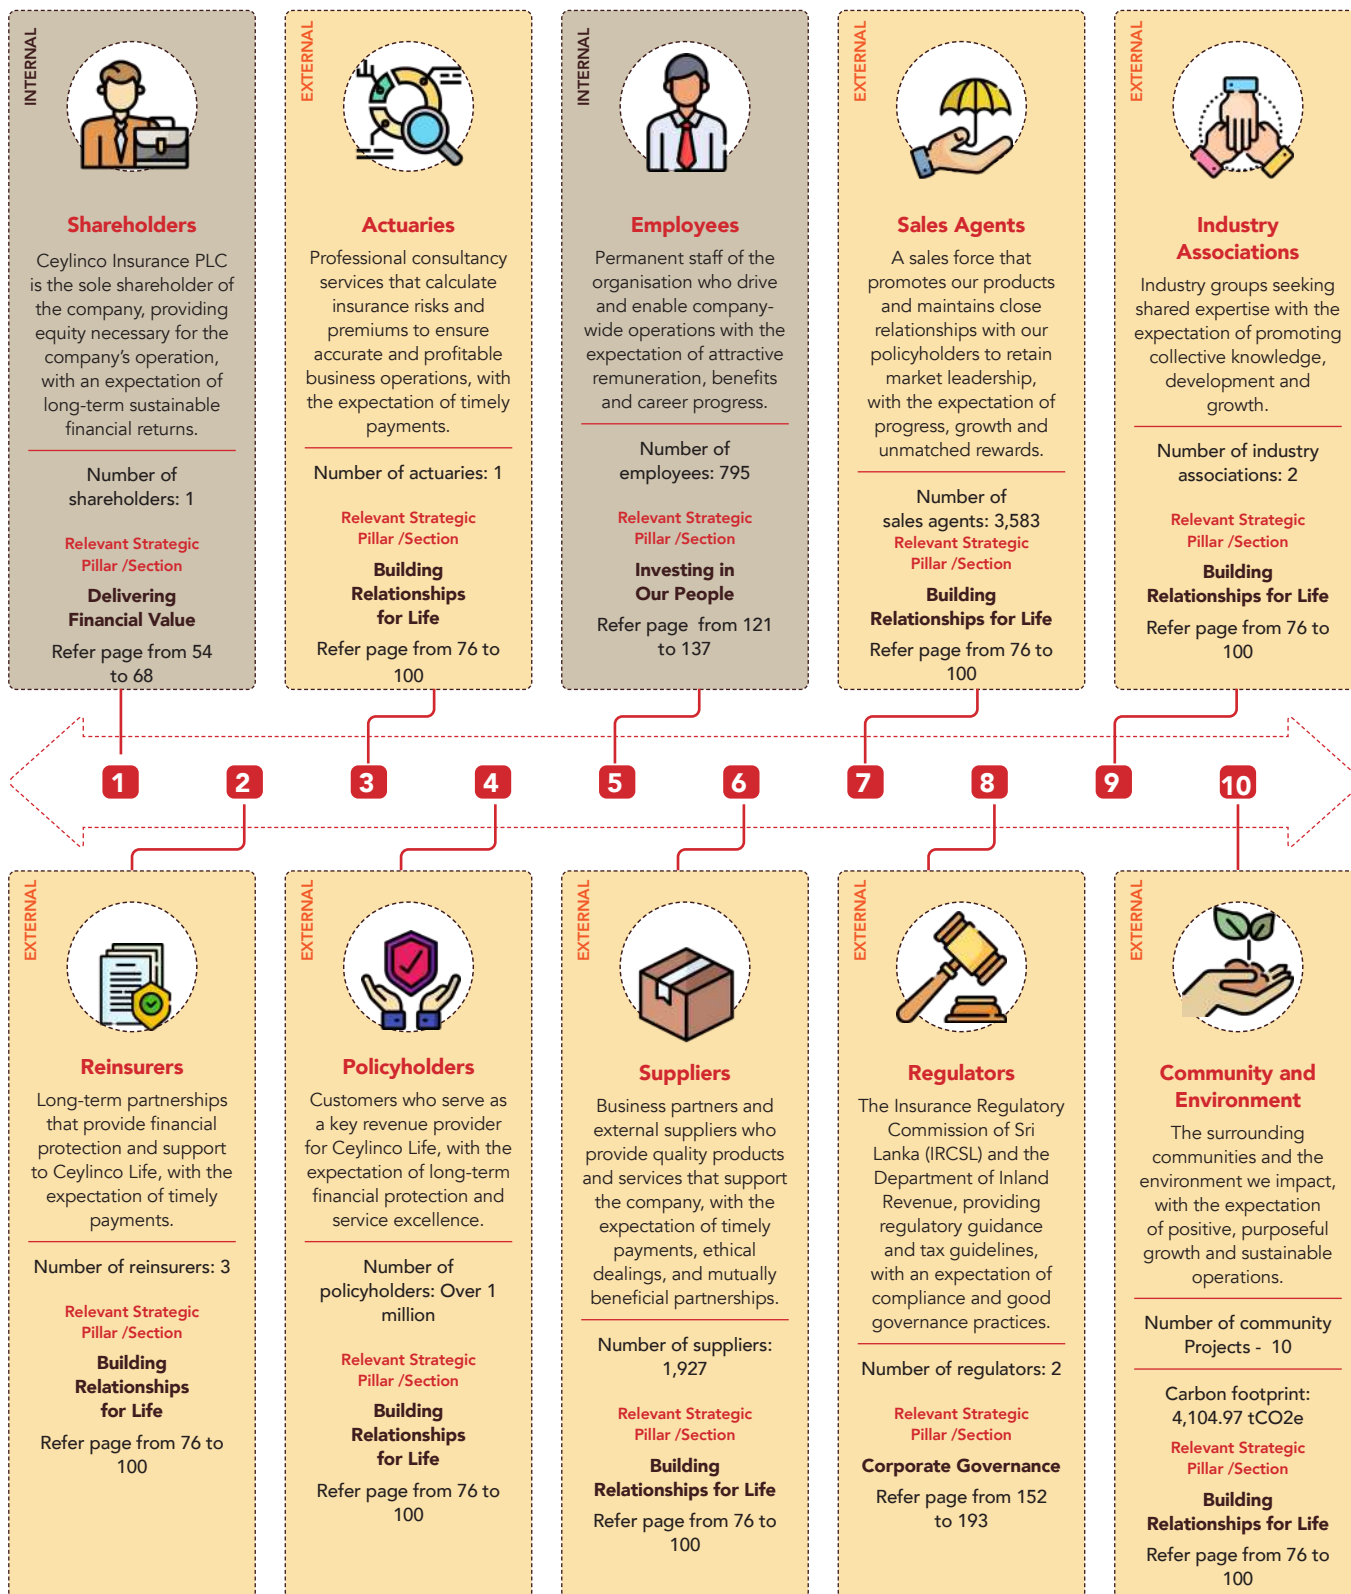 INTERNAL
Shareholders
Ceylinco Insurance PLC
is the sole shareholder of
the company, providing
equity necessary for the
company's operation,
with an expectation of
long-term sustainable
financial returns.
Number of
shareholders: 1
Relevant Strategic
Pillar /Section
Delivering
Financial Value
Refer page from 54
to 68
EXTERNAL
Actuaries
Professional consultancy
services that calculate
insurance risks and
premiums to ensure
accurate and profitable
business operations, with
the expectation of timely
payments.
Number of actuaries: 1
Relevant Strategic
Pillar /Section
Building
Relationships
for Life
Refer page from 76 to
100
INTERNAL
Employees
Permanent staff of the
organisation who drive
and enable company-
wide operations with the
expectation of attractive
remuneration, benefits
and career progress.
Number of
employees: 795
Relevant Strategic
Pillar /Section
Investing in
Our People
Refer page  from 121
to 137
EXTERNAL
Sales Agents
A sales force that
promotes our products
and maintains close
relationships with our
policyholders to retain
market leadership,
with the expectation of
progress, growth and
unmatched rewards.
Number of
sales agents: 3,583
Relevant Strategic
Pillar /Section
Building
Relationships for Life
Refer page from 76 to
100
EXTERNAL
Industry
Associations
Industry groups seeking
shared expertise with the
expectation of promoting
collective knowledge,
development and
growth.
Number of industry
associations: 2
Relevant Strategic
Pillar /Section
Building
Relationships for Life
Refer page from 76 to
100
1
2
3
4
5
6
7
8
9
10
EXTERNAL
Reinsurers
Long-term partnerships
that provide financial
protection and support
to Ceylinco Life, with the
expectation of timely
payments.
Number of reinsurers: 3
Relevant Strategic
Pillar /Section
Building
Relationships
for Life
Refer page from 76 to
100
EXTERNAL
Policyholders
Customers who serve as
a key revenue provider
for Ceylinco Life, with the
expectation of long-term
financial protection and
service excellence.
Number of
policyholders: Over 1
million
Relevant Strategic
Pillar /Section
Building
Relationships
for Life
Refer page from 76 to
100
EXTERNAL
Suppliers
Business partners and
external suppliers who
provide quality products
and services that support
the company, with the
expectation of timely
payments, ethical
dealings, and mutually
beneficial partnerships.
Number of suppliers:
1,927
Relevant Strategic
Pillar /Section
Building
Relationships for Life
Refer page from 76 to
100
EXTERNAL
Regulators
The Insurance Regulatory
Commission of Sri
Lanka (IRCSL) and the
Department of Inland
Revenue, providing
regulatory guidance
and tax guidelines,
with an expectation of
compliance and good
governance practices.
Number of regulators: 2
Relevant Strategic
Pillar /Section
Corporate Governance
Refer page from 152
to 193
EXTERNAL
Community and
Environment
The surrounding
communities and the
environment we impact,
with the expectation
of positive, purposeful
growth and sustainable
operations.
Number of community
Projects -  10
Carbon footprint:
4,104.97 tCO2e
Relevant Strategic
Pillar /Section
Building
Relationships for Life
Refer page from 76 to
100